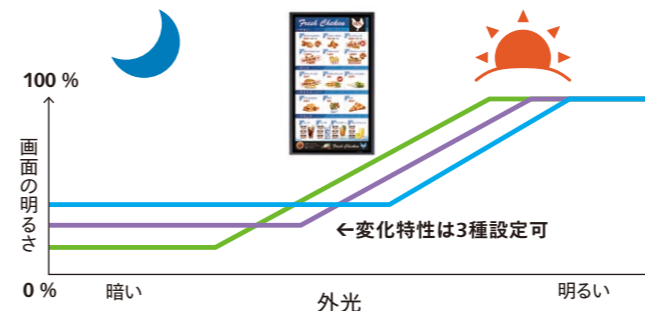 Fresh Chicken
100 %
画面の明るさ
←変化特性は3種設定可
0 %
暗い
外光
明るい